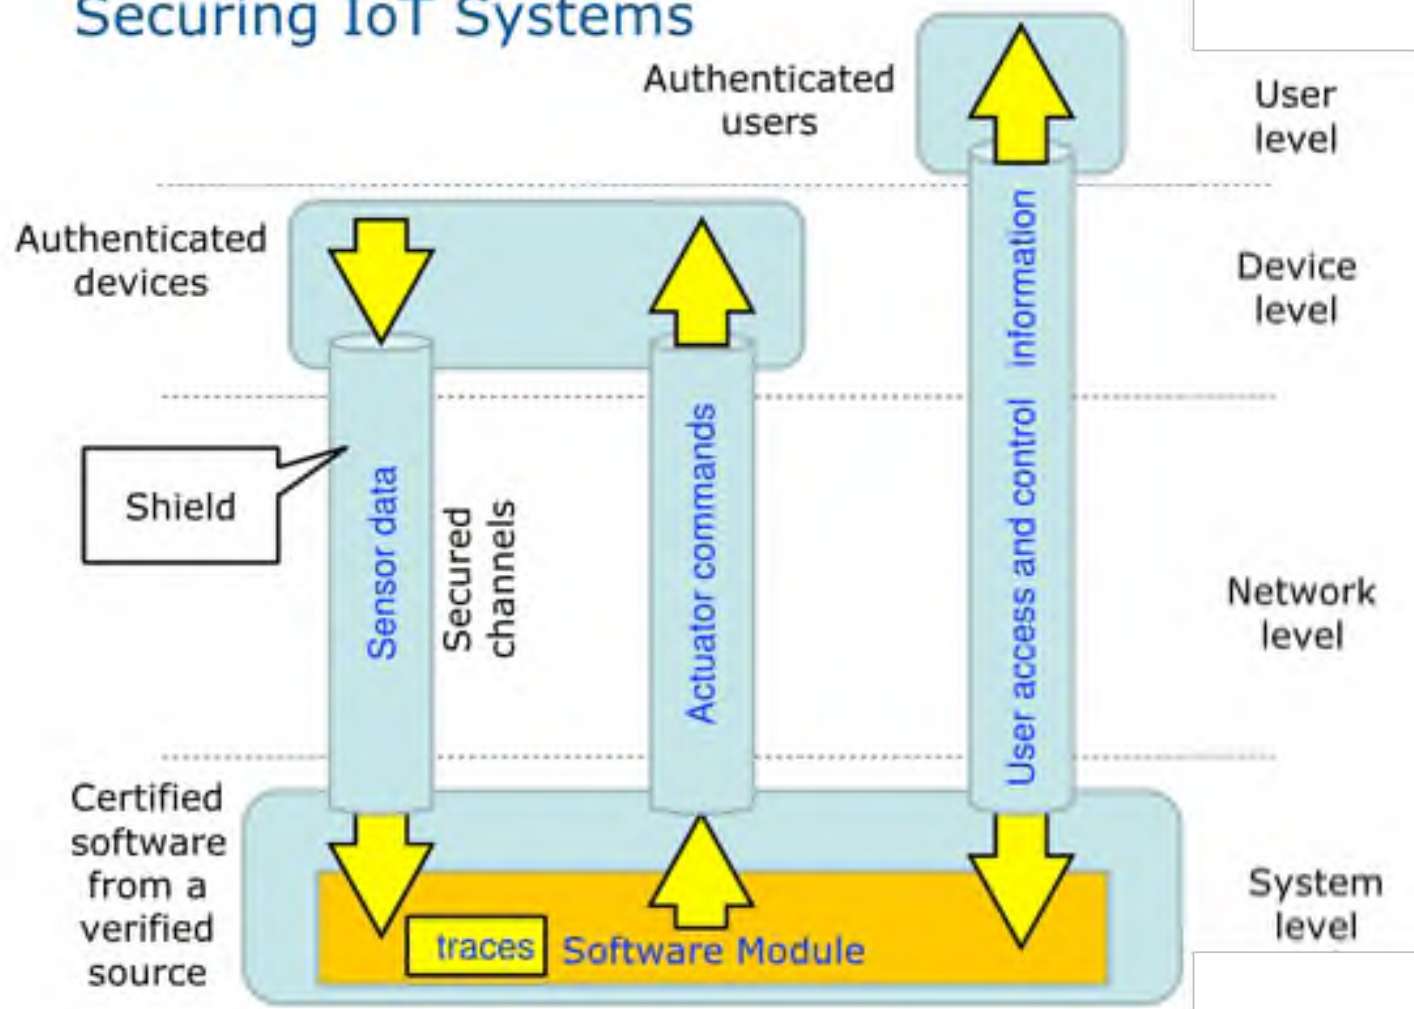 Securing IoT Systems
Authenticated
users
User
level
Authenticated
devices
Device
level
Shield
Sensor data
Secured
channels
Actuator commands
User access and control information
Network
level
Certified
software
from a
verified
source
traces
Software Module
System
level